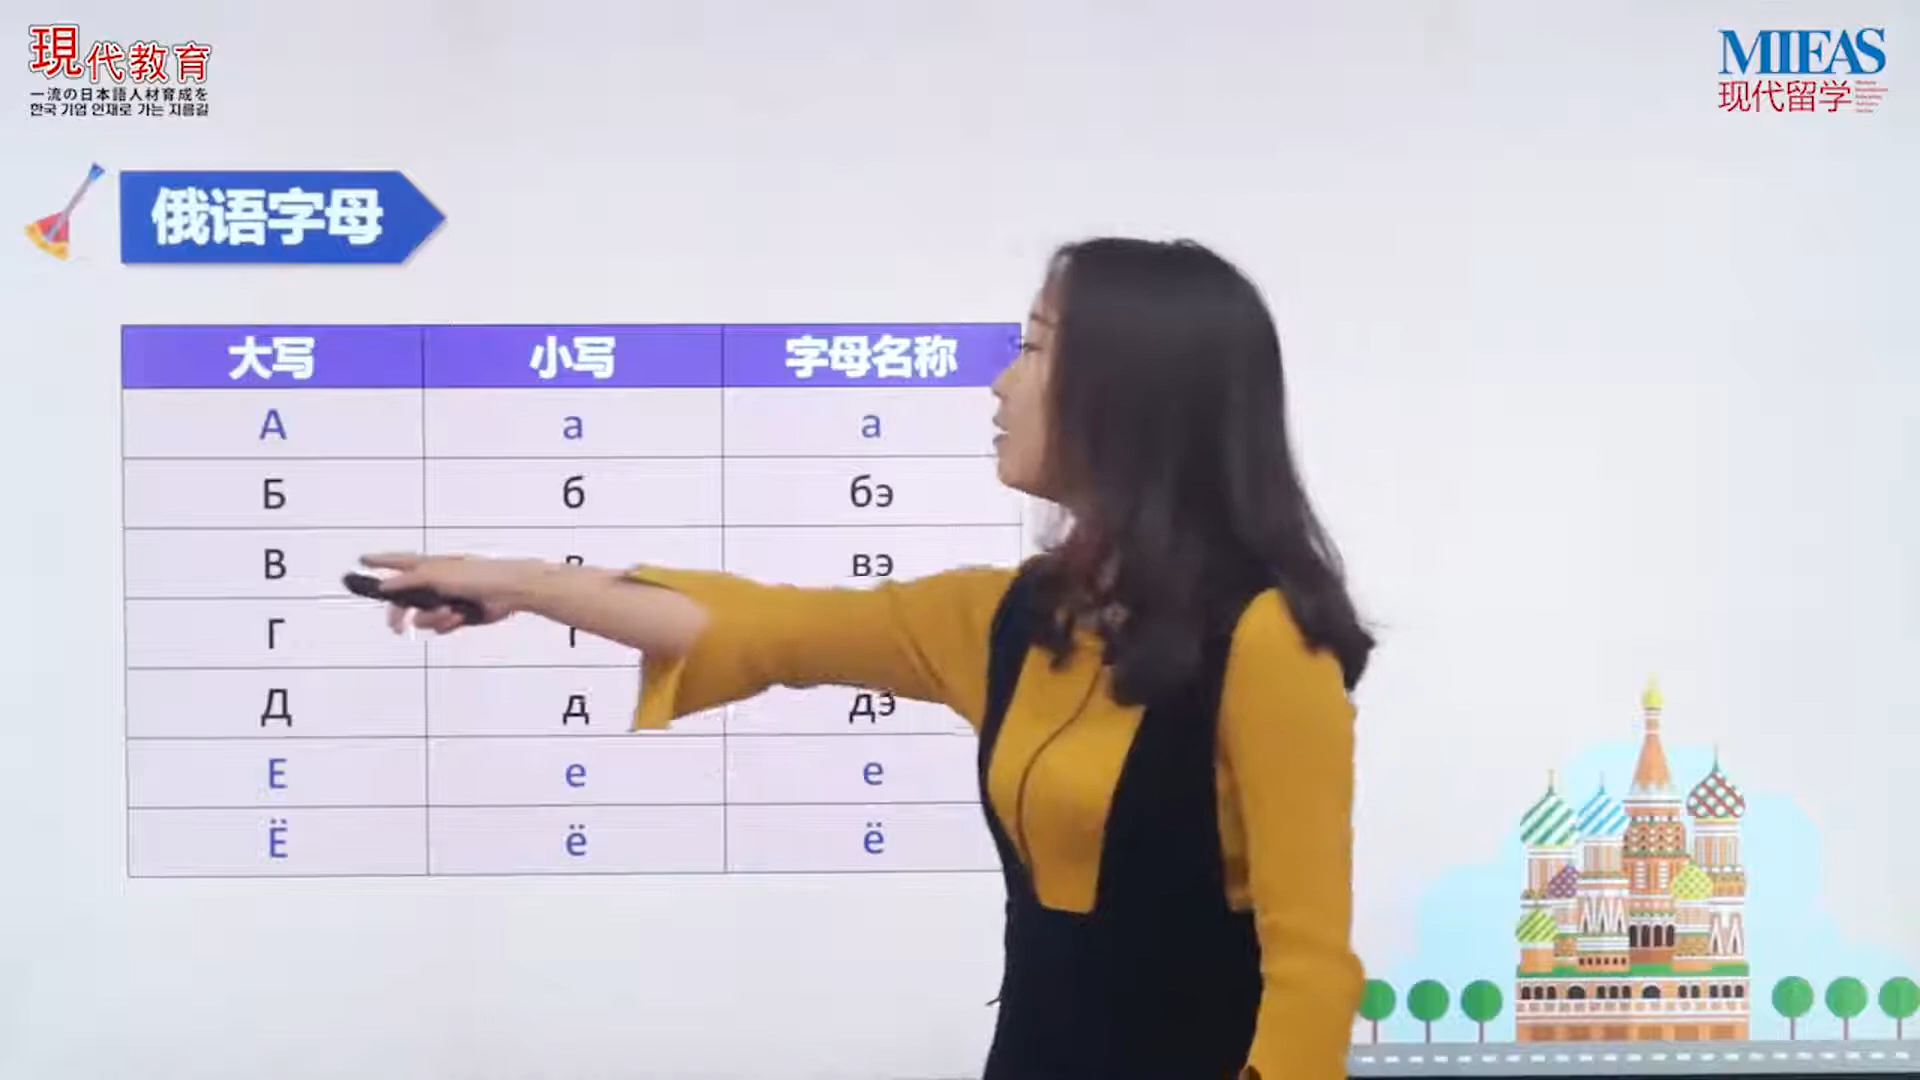 現代教育
一流の日本語人材育成を
한국 기업 인재로 가는 지름길
MIEAS
现代留学
俄语字母
大写 小写 字母名称
А а а
Б б бэ
В вэ
Г
Д д дэ
Е е е
Ё ё ё